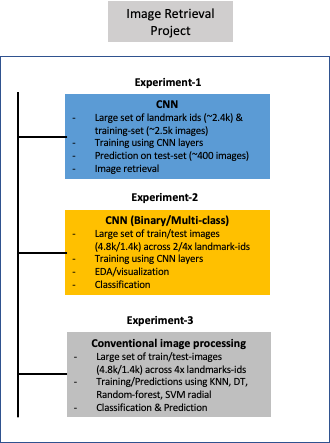 Image Retrieval
Project
Experiment-1
CNN
- Large set of landmark ids (~2.4k) &
training-set (~2.5k images)
- Training using CNN layers
- Prediction on test-set (~400 images)
- Image retrieval
Experiment-2
CNN (Binary/Multi-class)
- Large set of train/test images
(4.8k/1.4k) across 2/4x landmark-ids
- Training using CNN layers
- EDA/visualization
- Classification
Experiment-3
Conventional image processing
- Large set of train/test-images
(4.8k/1.4k) across 4x landmarks-ids
- Training/Predictions using KNN, DT,
Random-forest, SVM radial
- Classification & Prediction